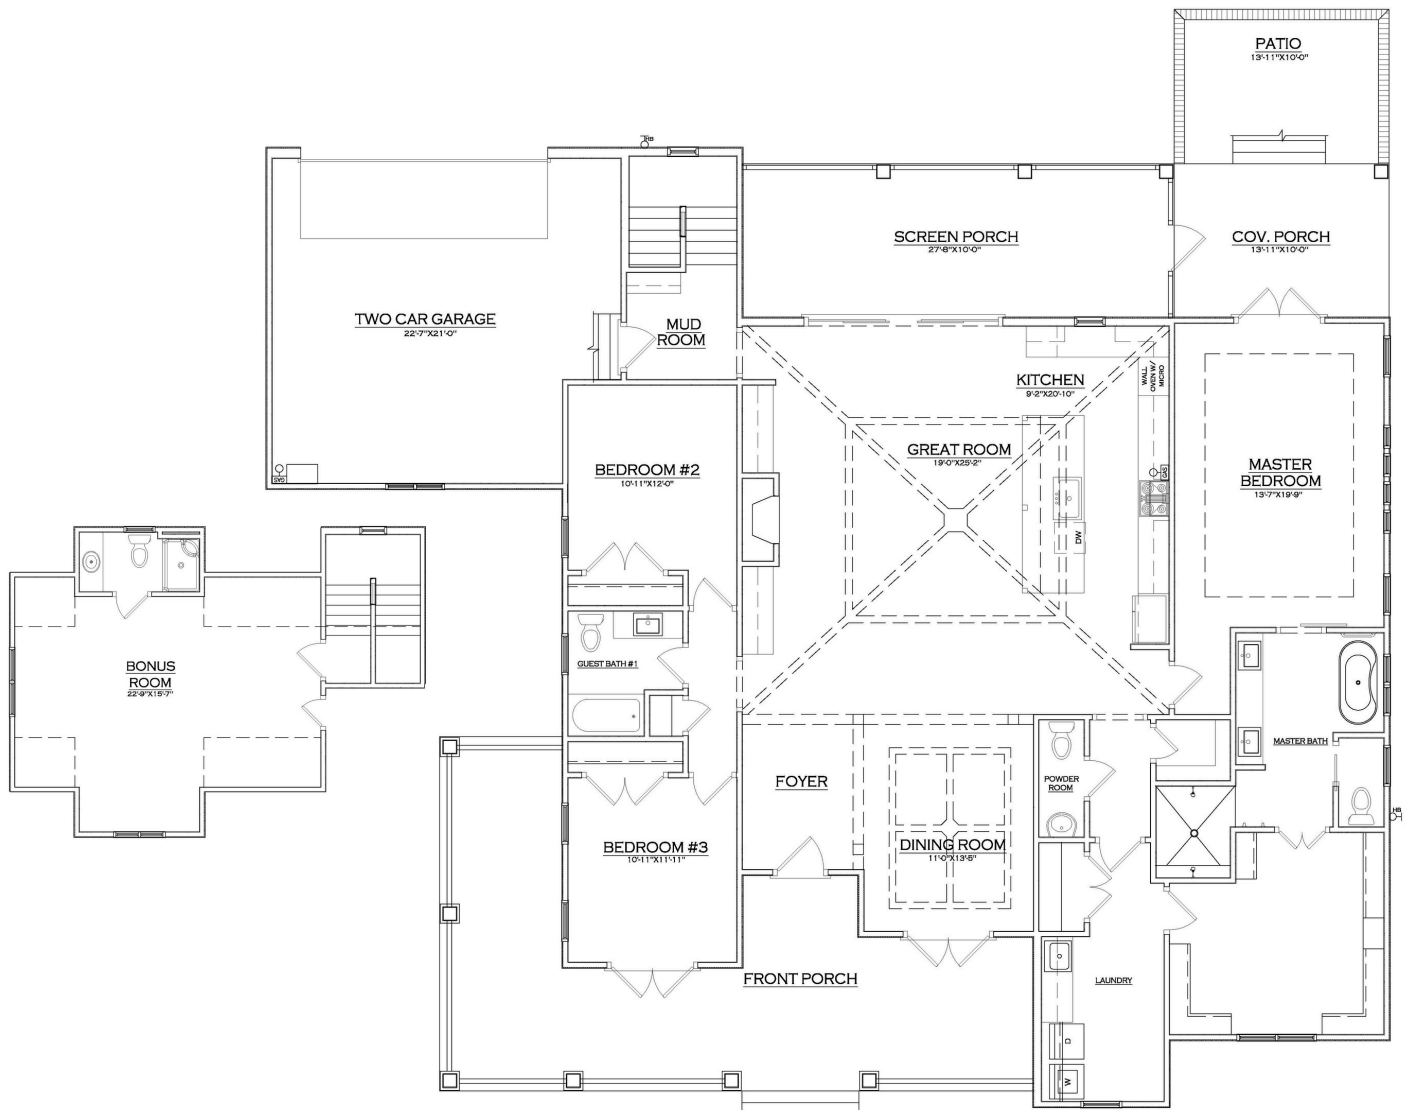 PATIO
13'-11"X10'-0"
HB
SCREEN PORCH
27'-8"X10'-0"
COV. PORCH
13'-11"X10'-0"
TWO CAR GARAGE
22'-7"X21'-0"
MUD
ROOM
KITCHEN
9'-2"X20'-10"
WALL
OVEN W/
MICRO
GREAT ROOM
19'-0"X25'-2"
BEDROOM #2
10'-11"X12'-0"
MASTER
BEDROOM
13'-7"X19'-9"
GAS
GAS
DW
BONUS
ROOM
22'-9"X15'-7"
GUEST BATH #1
MASTER BATH
FOYER
POWDER
ROOM
HB
BEDROOM #3
10'-11"X11'-11"
DINING ROOM
11'-0"X13'-5"
FRONT PORCH
LAUNDRY
D
W